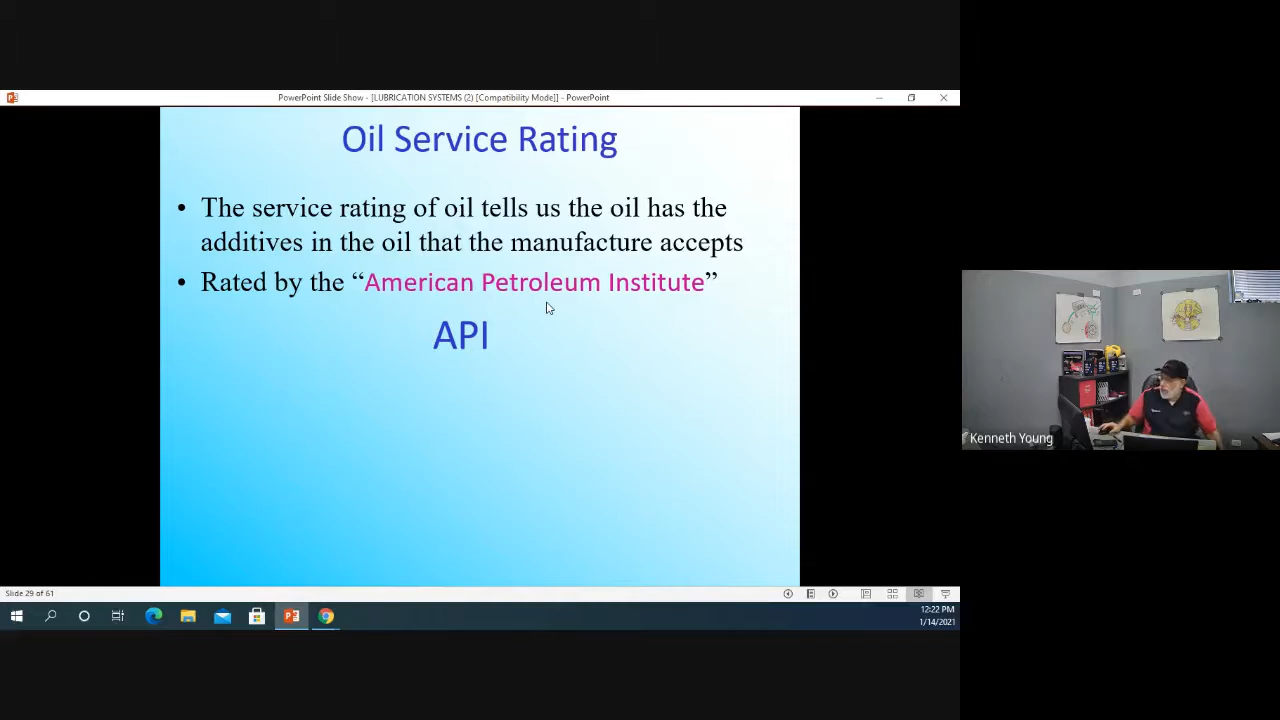 PowerPoint Slide Show - [LUBRICATION SYSTEMS (2) [Compatibility Mode]] - PowerPoint
Oil Service Rating
• The service rating of oil tells us the oil has the
additives in the oil that the manufacture accepts
• Rated by the “American Petroleum Institute”
API
Kenneth Young
Slide 29 of 61
12:22 PM
1/14/2021